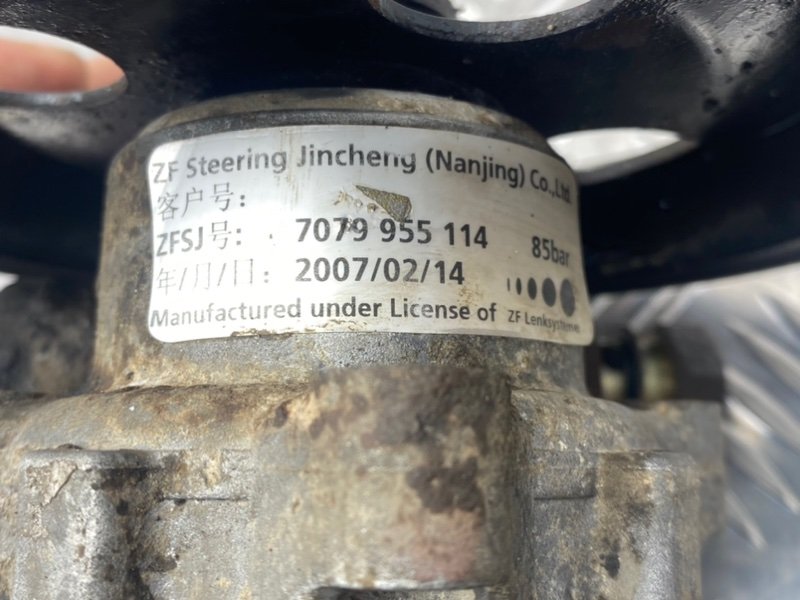 ZF Steering Jincheng (Nanjing) Co.,Ltd
客户号:
ZFSJ号: 7079 955 114 85bar
年/月/日: 2007/02/14
Manufactured under License of ZF Lenksysteme